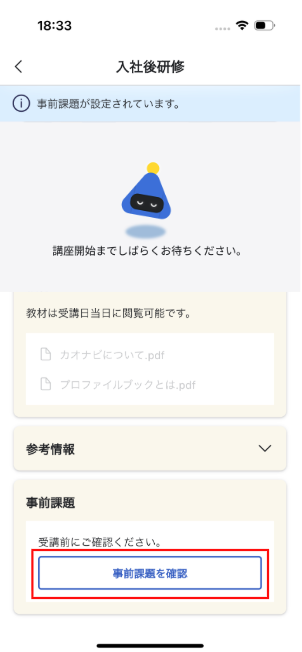 18:33
入社後研修
事前課題が設定されています。
講座開始までしばらくお待ちください。
教材は受講日当日に閲覧可能です。
カオナビについて.pdf
プロファイルブックとは.pdf
参考情報
事前課題
受講前にご確認ください。
事前課題を確認